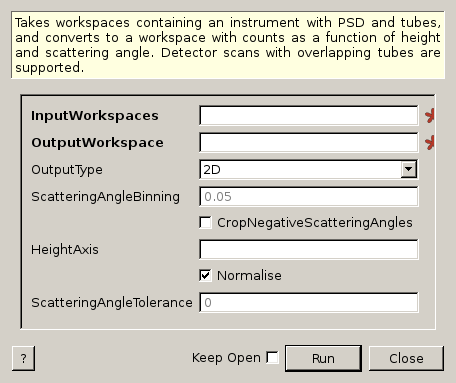 Takes workspaces containing an instrument with PSD and tubes,
and converts to a workspace with counts as a function of height
and scattering angle. Detector scans with overlapping tubes are
supported.
InputWorkspaces
OutputWorkspace
OutputType 2D
ScatteringAngleBinning 0.05
CropNegativeScatteringAngles
HeightAxis
Normalise
ScatteringAngleTolerance 0
? Keep Open Run Close